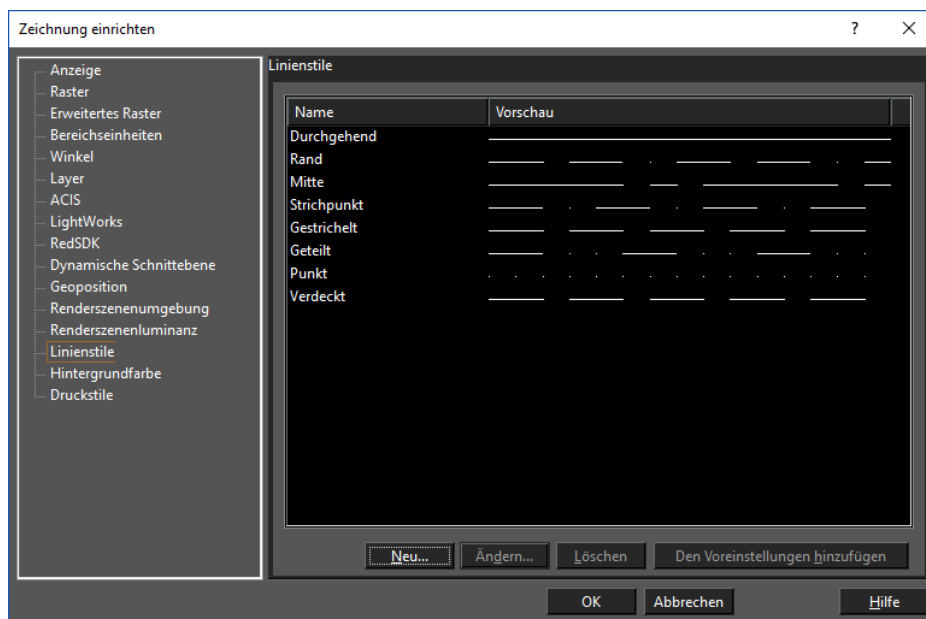 Zeichnung einrichten
?
Anzeige
Raster
Erweitertes Raster
Bereichseinheiten
Winkel
Layer
ACIS
LightWorks
RedSDK
Dynamische Schnittebene
Geoposition
Renderszenenumgebung
Renderszenenluminanz
Linienstile
Hintergrundfarbe
Druckstile
Linienstile
Name Vorschau
Durchgehend
Rand
Mitte
Strichpunkt
Gestrichelt
Geteilt
Punkt
Verdeckt
Neu... Ändern... Löschen Den Voreinstellungen hinzufügen
OK Abbrechen Hilfe